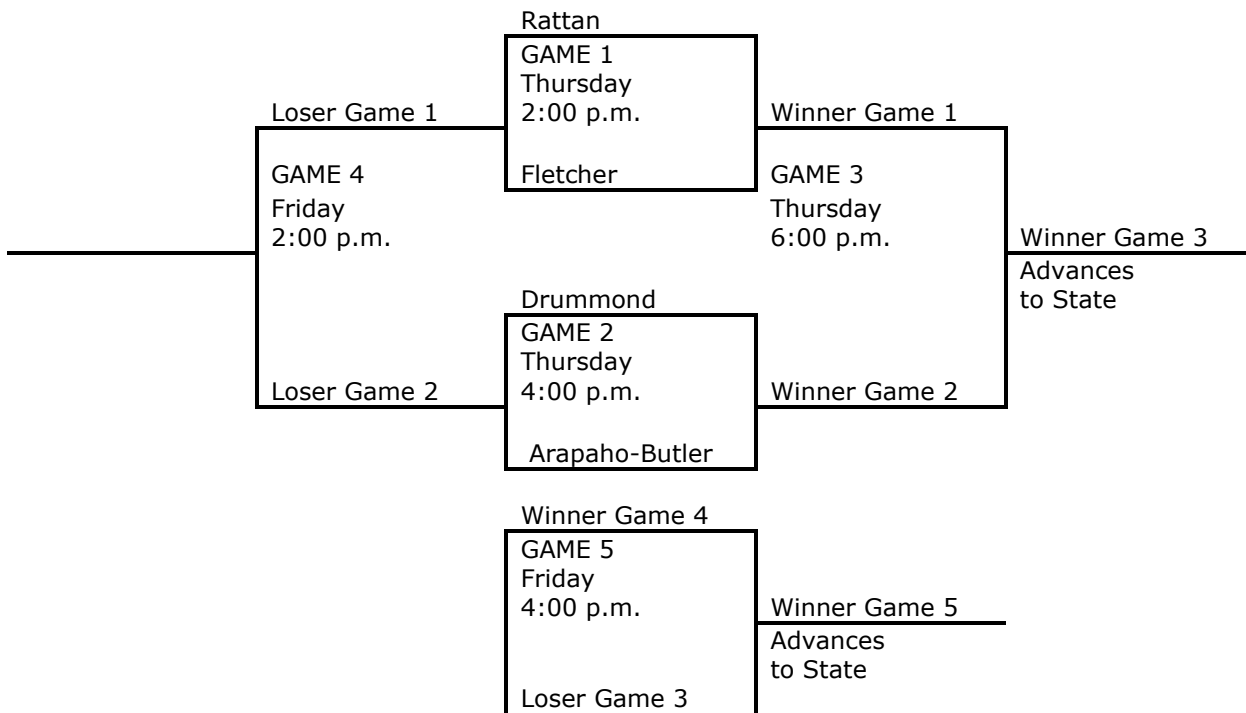 Rattan
GAME 1
Thursday
2:00 p.m.
Fletcher
Loser Game 1
GAME 4
Friday
2:00 p.m.
Loser Game 2
Winner Game 1
GAME 3
Thursday
6:00 p.m.
Winner Game 2
Winner Game 3
Advances
to State
Drummond
GAME 2
Thursday
4:00 p.m.
Arapaho-Butler
Winner Game 4
GAME 5
Friday
4:00 p.m.
Loser Game 3
Winner Game 5
Advances
to State